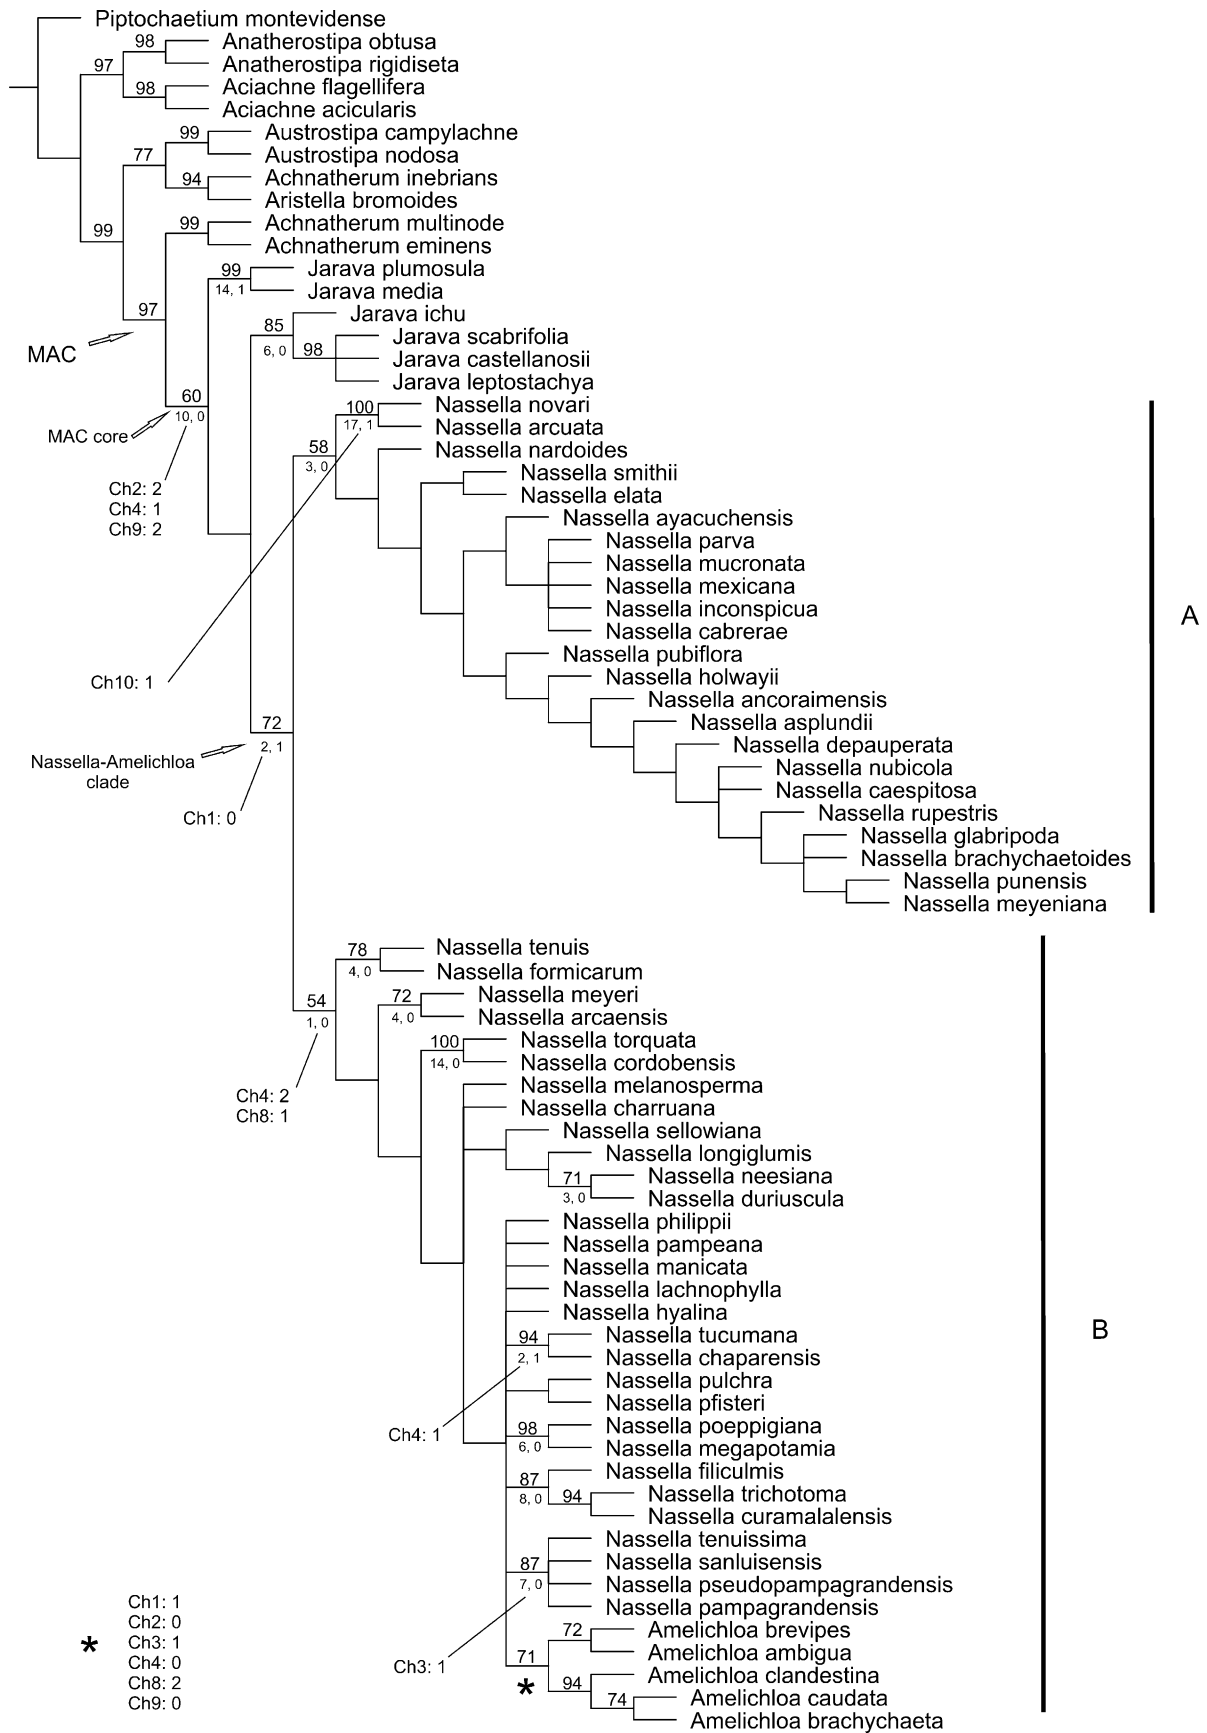 Piptochaetium montevidense
98
Anatherostipa obtusa
97
Anatherostipa rigidiseta
98
Aciachne flagellifera
Aciachne acicularis
99
Austrostipa campylachne
77
Austrostipa nodosa
94
Achnatherum inebrians
Aristella bromoides
99
99
Achnatherum multinode
Achnatherum eminens
99
Jarava plumosula
14, 1
Jarava media
97
MAC
85
Jarava ichu
6, 0
98
Jarava scabrifolia
Jarava castellanosii
Jarava leptostachya
60
10, 0
MAC core
Ch2: 2
Ch4: 1
Ch9: 2
100
Nassella novari
17, 1
Nassella arcuata
58
3, 0
Nassella nardoides
Nassella smithii
Nassella elata
Nassella ayacuchensis
Nassella parva
Nassella mucronata
Nassella mexicana
Nassella inconspicua
Nassella cabrerae
A
Nassella pubiflora
Nassella holwayii
Ch10: 1
Nassella ancoraimensis
Nassella asplundii
72
2, 1
Nassella-Amelichloa
clade
Ch1: 0
Nassella depauperata
Nassella nubicola
Nassella caespitosa
Nassella rupestris
Nassella glabripoda
Nassella brachychaetoides
Nassella punensis
Nassella meyeniana
78
Nassella tenuis
4, 0
Nassella formicarum
54
1, 0
72
Nassella meyeri
4, 0
Nassella arcaensis
100
Nassella torquata
14, 0
Nassella cordobensis
Ch4: 2
Ch8: 1
Nassella melanosperma
Nassella charruana
Nassella sellowiana
Nassella longiglumis
71
Nassella neesiana
3, 0
Nassella duriuscula
Nassella philippii
Nassella pampeana
Nassella manicata
Nassella lachnophylla
Nassella hyalina
B
94
Nassella tucumana
2, 1
Nassella chaparensis
Nassella pulchra
Nassella pfisteri
Ch4: 1
98
Nassella poeppigiana
6, 0
Nassella megapotamia
87
Nassella filiculmis
8, 0
94
Nassella trichotoma
Nassella curamalalensis
Nassella tenuissima
87
Nassella sanluisensis
7, 0
Nassella pseudopampagrandensis
Nassella pampagrandensis
Ch3: 1
72
Amelichloa brevipes
71
Amelichloa ambigua
*
94
Amelichloa clandestina
74
Amelichloa caudata
Amelichloa brachychaeta
*
Ch1: 1
Ch2: 0
Ch3: 1
Ch4: 0
Ch8: 2
Ch9: 0